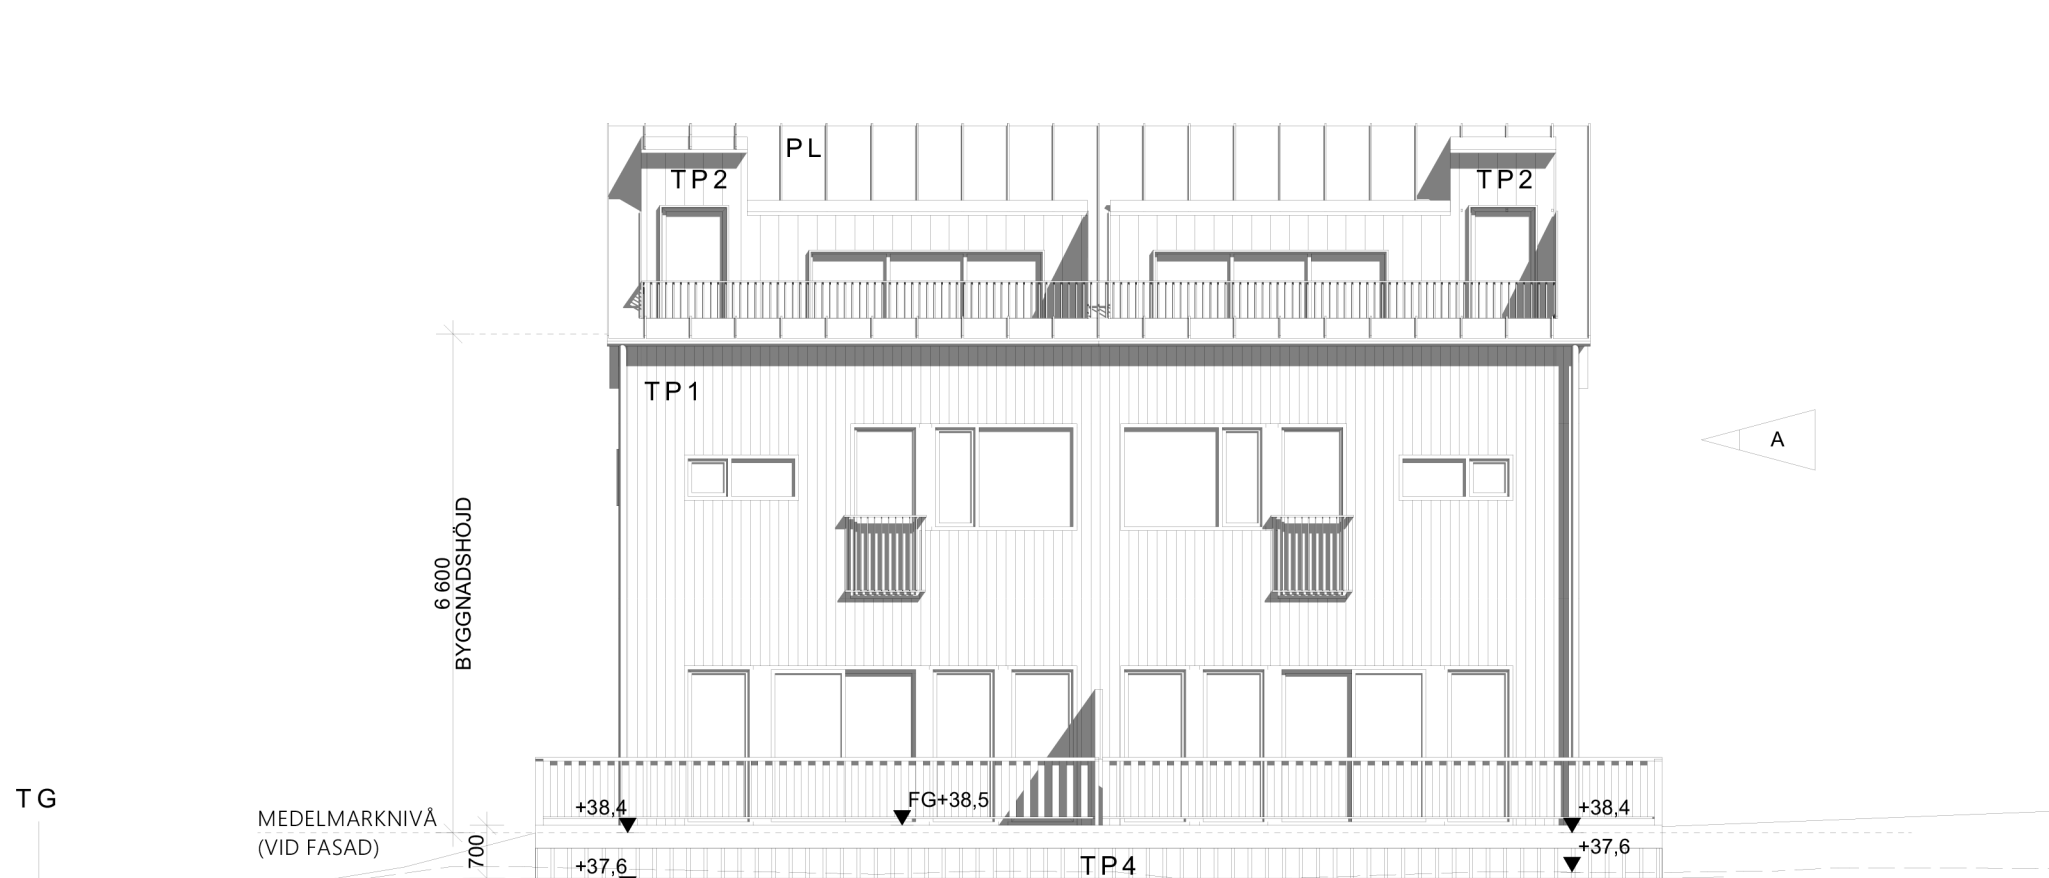 PL
TP2
TP2
TP1
A
6 600
BYGGNADSHÖJD
TG
MEDELMARKNIVÅ
(VID FASAD)
700
+38,4
FG+38,5
+38,4
+37,6
TP4
+37,6